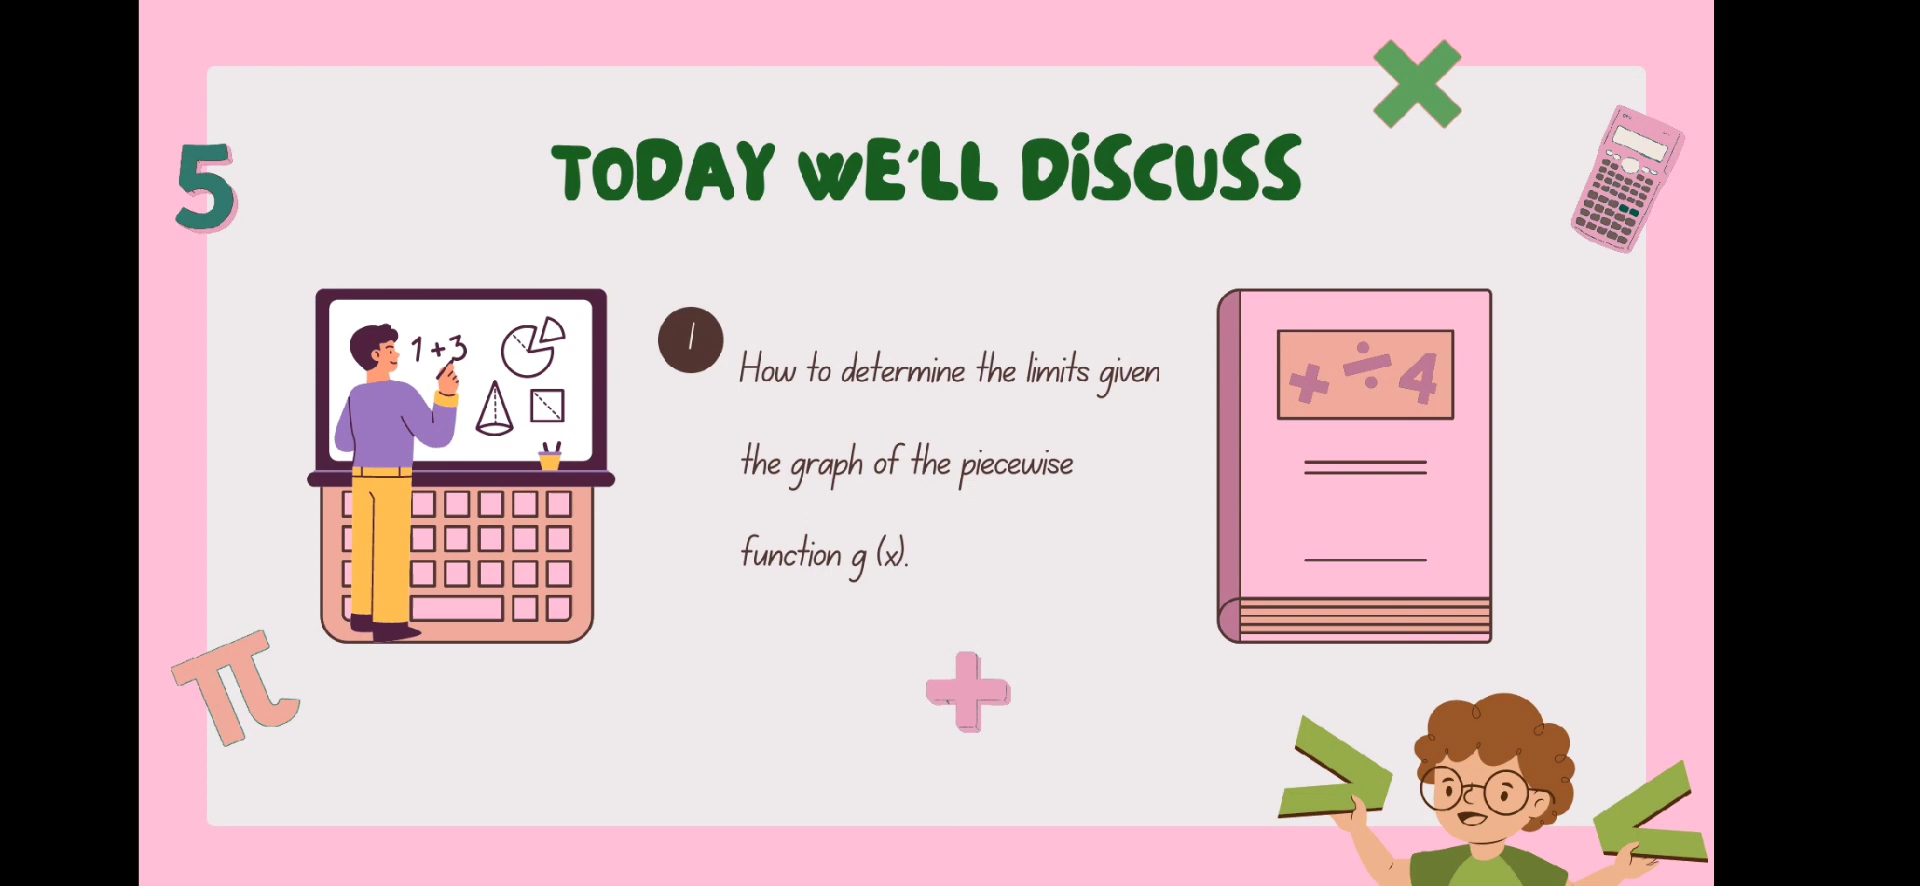 TODAY WE'LL DISCUSS
5
1+3
1
How to determine the limits given
the graph of the piecewise
function g (x).
+ ÷ 4
π